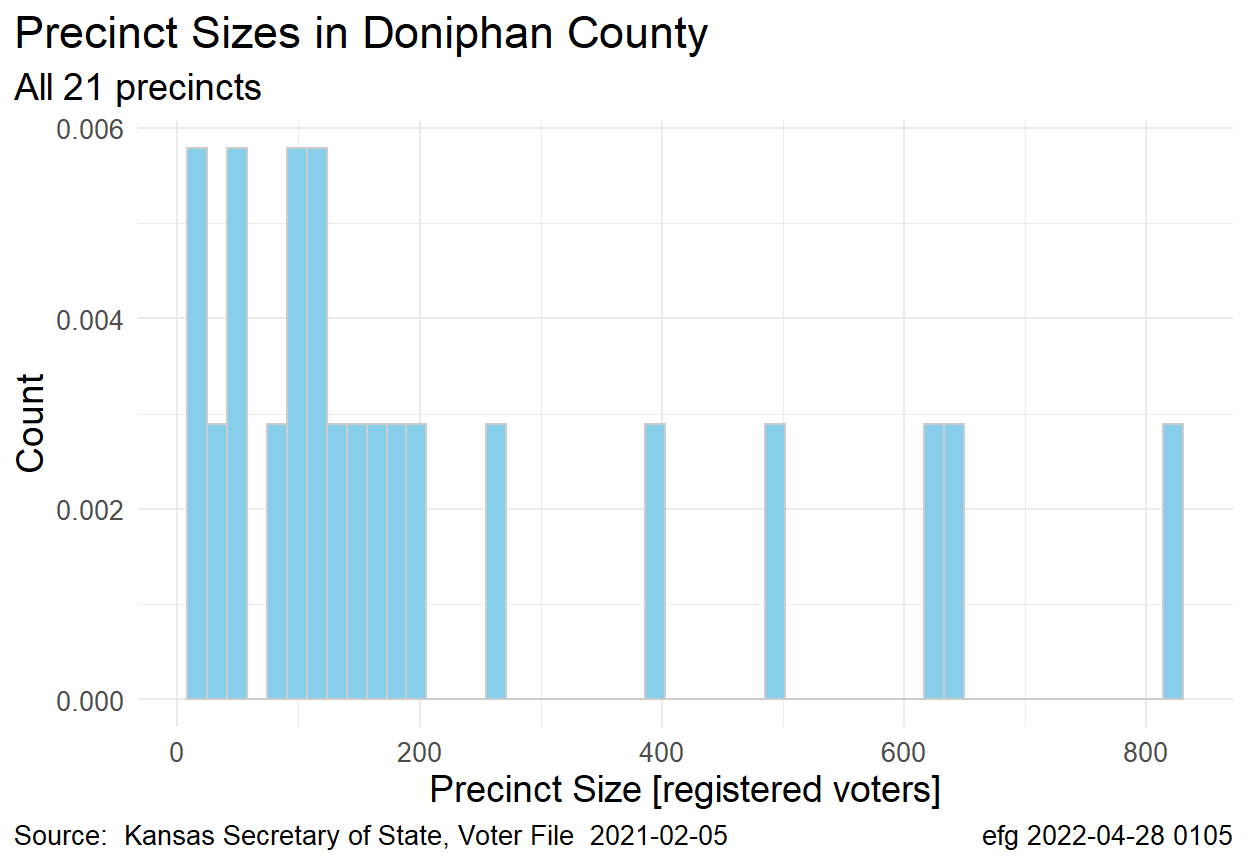 Precinct Sizes in Doniphan County
All 21 precincts
0.006
0.004
0.002
0.000
Count
0 200 400 600 800
Precinct Size [registered voters]
Source:  Kansas Secretary of State, Voter File  2021-02-05
efg 2022-04-28 0105